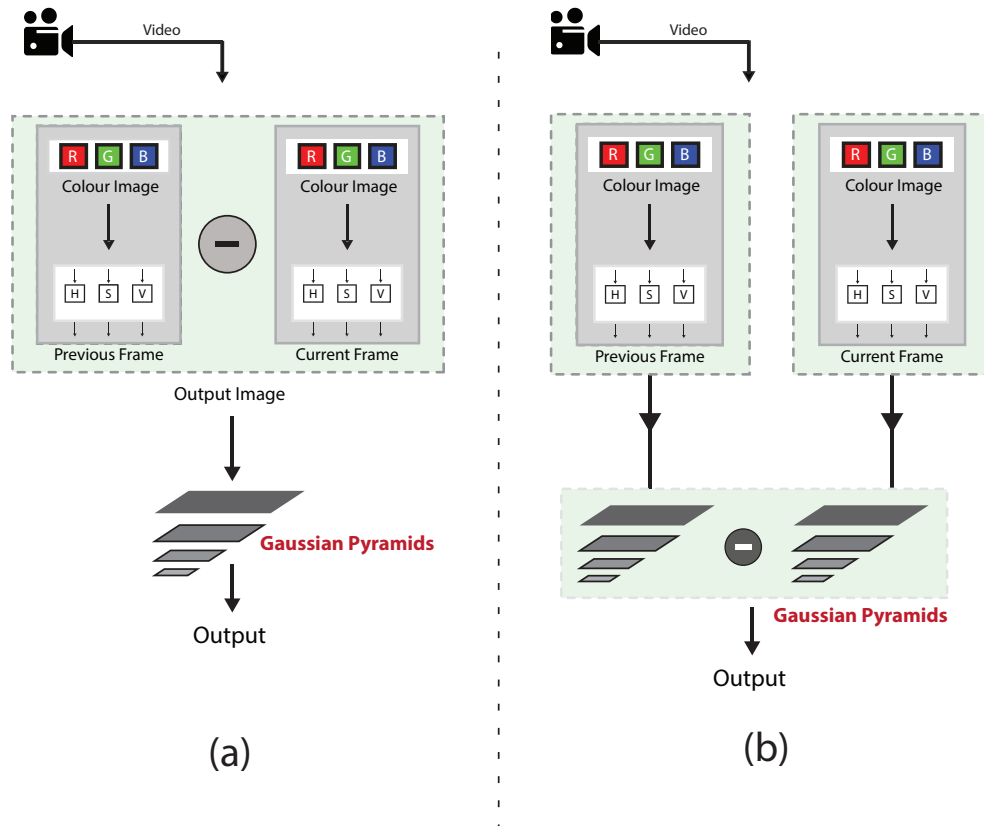 Video
R G B
Colour Image
H S V
Previous Frame
R G B
Colour Image
H S V
Current Frame
Output Image
Gaussian Pyramids
Output
(a)
Video
R G B
Colour Image
H S V
Previous Frame
R G B
Colour Image
H S V
Current Frame
Gaussian Pyramids
Output
(b)